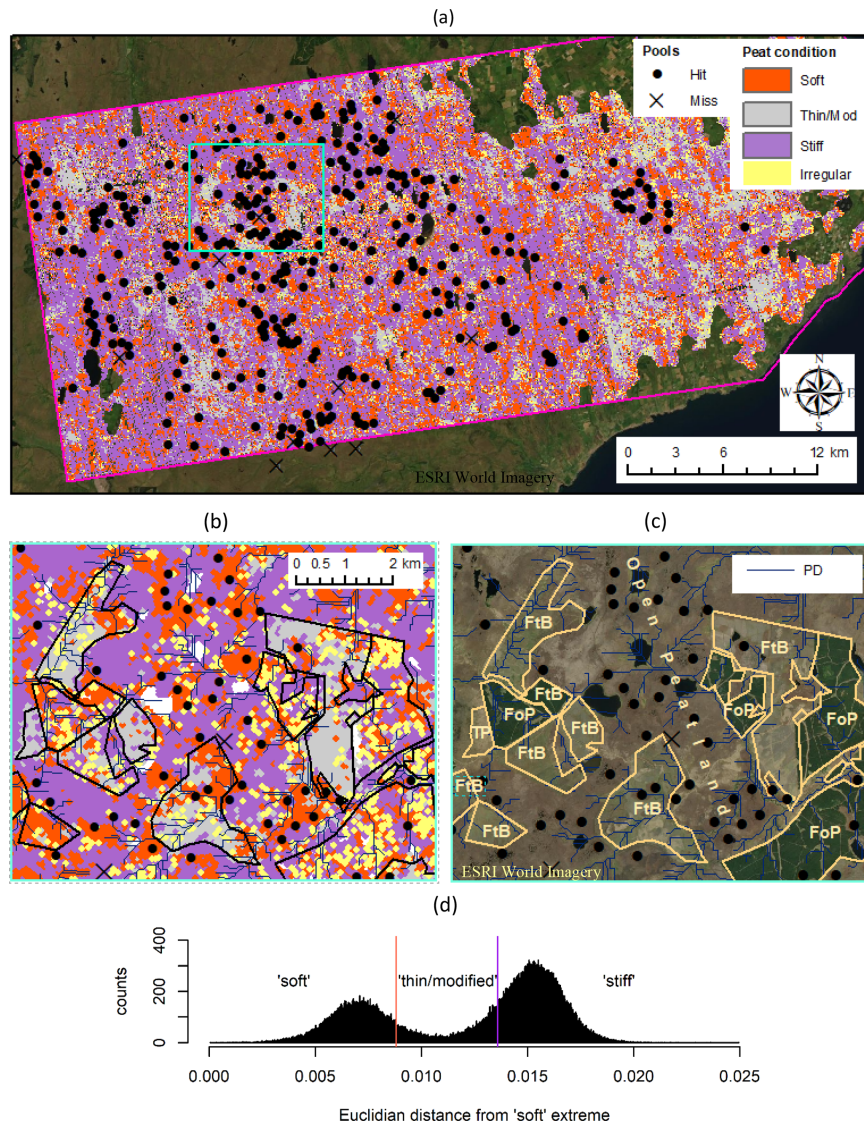 (a)
Pools
Hit
Miss
Peat condition
Soft
Thin/Mod
Stiff
Irregular
N
W E
S
0 3 6 9 12 km
ESRI World Imagery
(b)
0 0.5 1 2 km
(c)
PD
Open Peatland
FtB
FtB
FtB
FoP
FoP
TP
FtB
FtB
FtB
FtB
FtB
FoP
ESRI World Imagery
(d)
400
200
0
counts
'soft'
'thin/modified'
'stiff'
0.000 0.005 0.010 0.015 0.020 0.025
Euclidian distance from 'soft' extreme